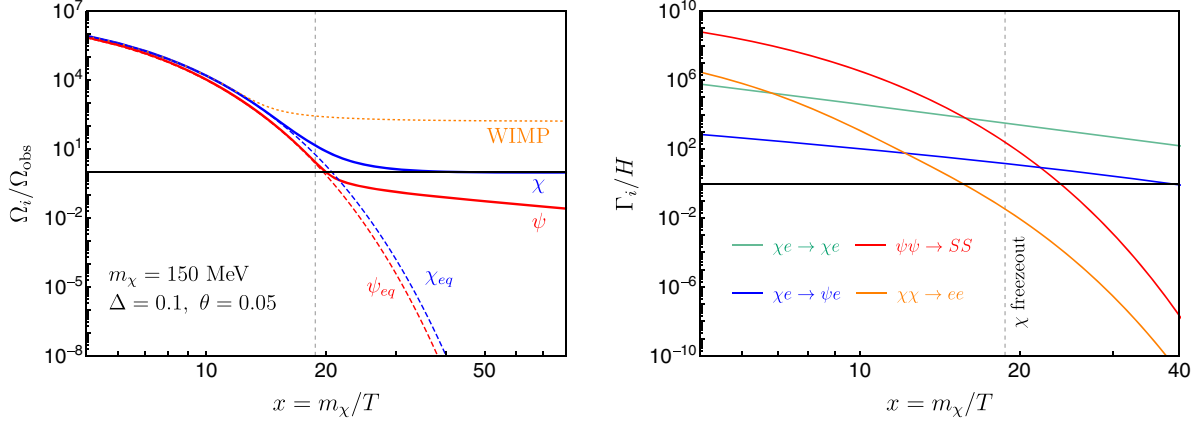 10^7
10^4
10^1
10^{-2}
10^{-5}
10^{-8}
Ω_i/Ω_obs
WIMP
χ
ψ
χ_eq
ψ_eq
m_χ = 150 MeV
Δ = 0.1, θ = 0.05
10 20 50
x = m_χ/T
10^{10}
10^6
10^2
10^{-2}
10^{-6}
10^{-10}
Γ_i/H
χe → χe
ψψ → SS
χe → ψe
χχ → ee
χ freezeout
10 20 40
x = m_χ/T